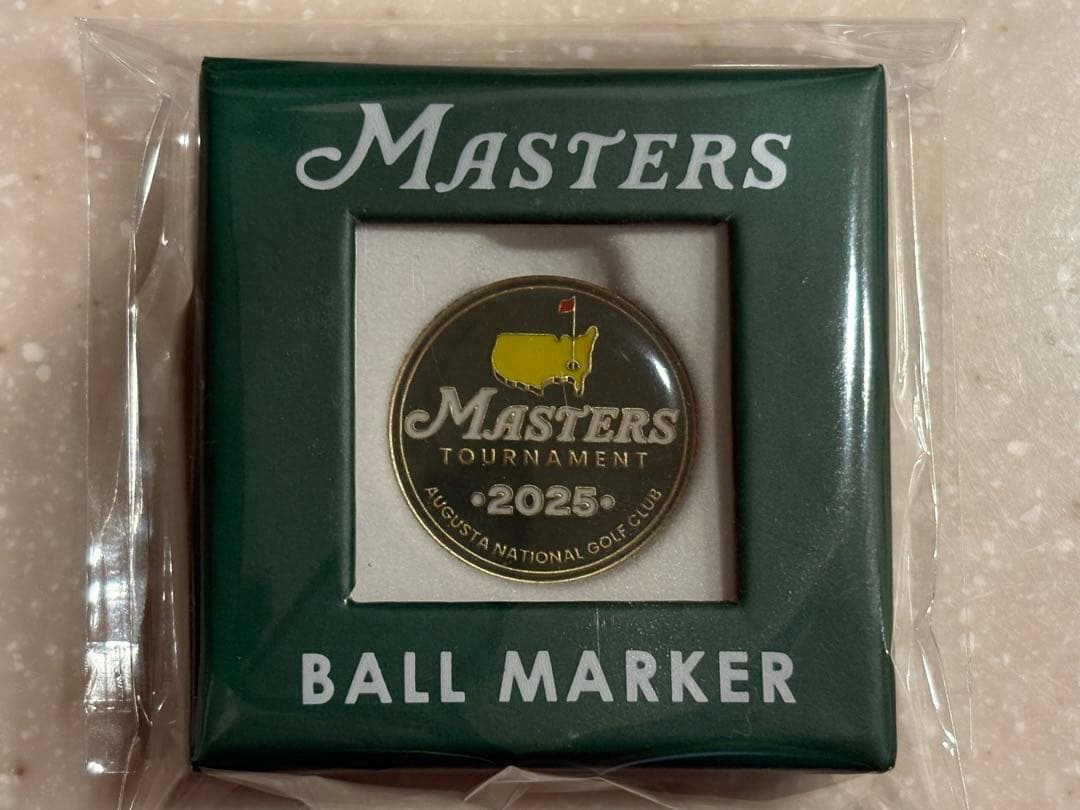 MASTERS
MASTERS
TOURNAMENT
•2025•
AUGUSTA NATIONAL GOLF CLUB
BALL MARKER